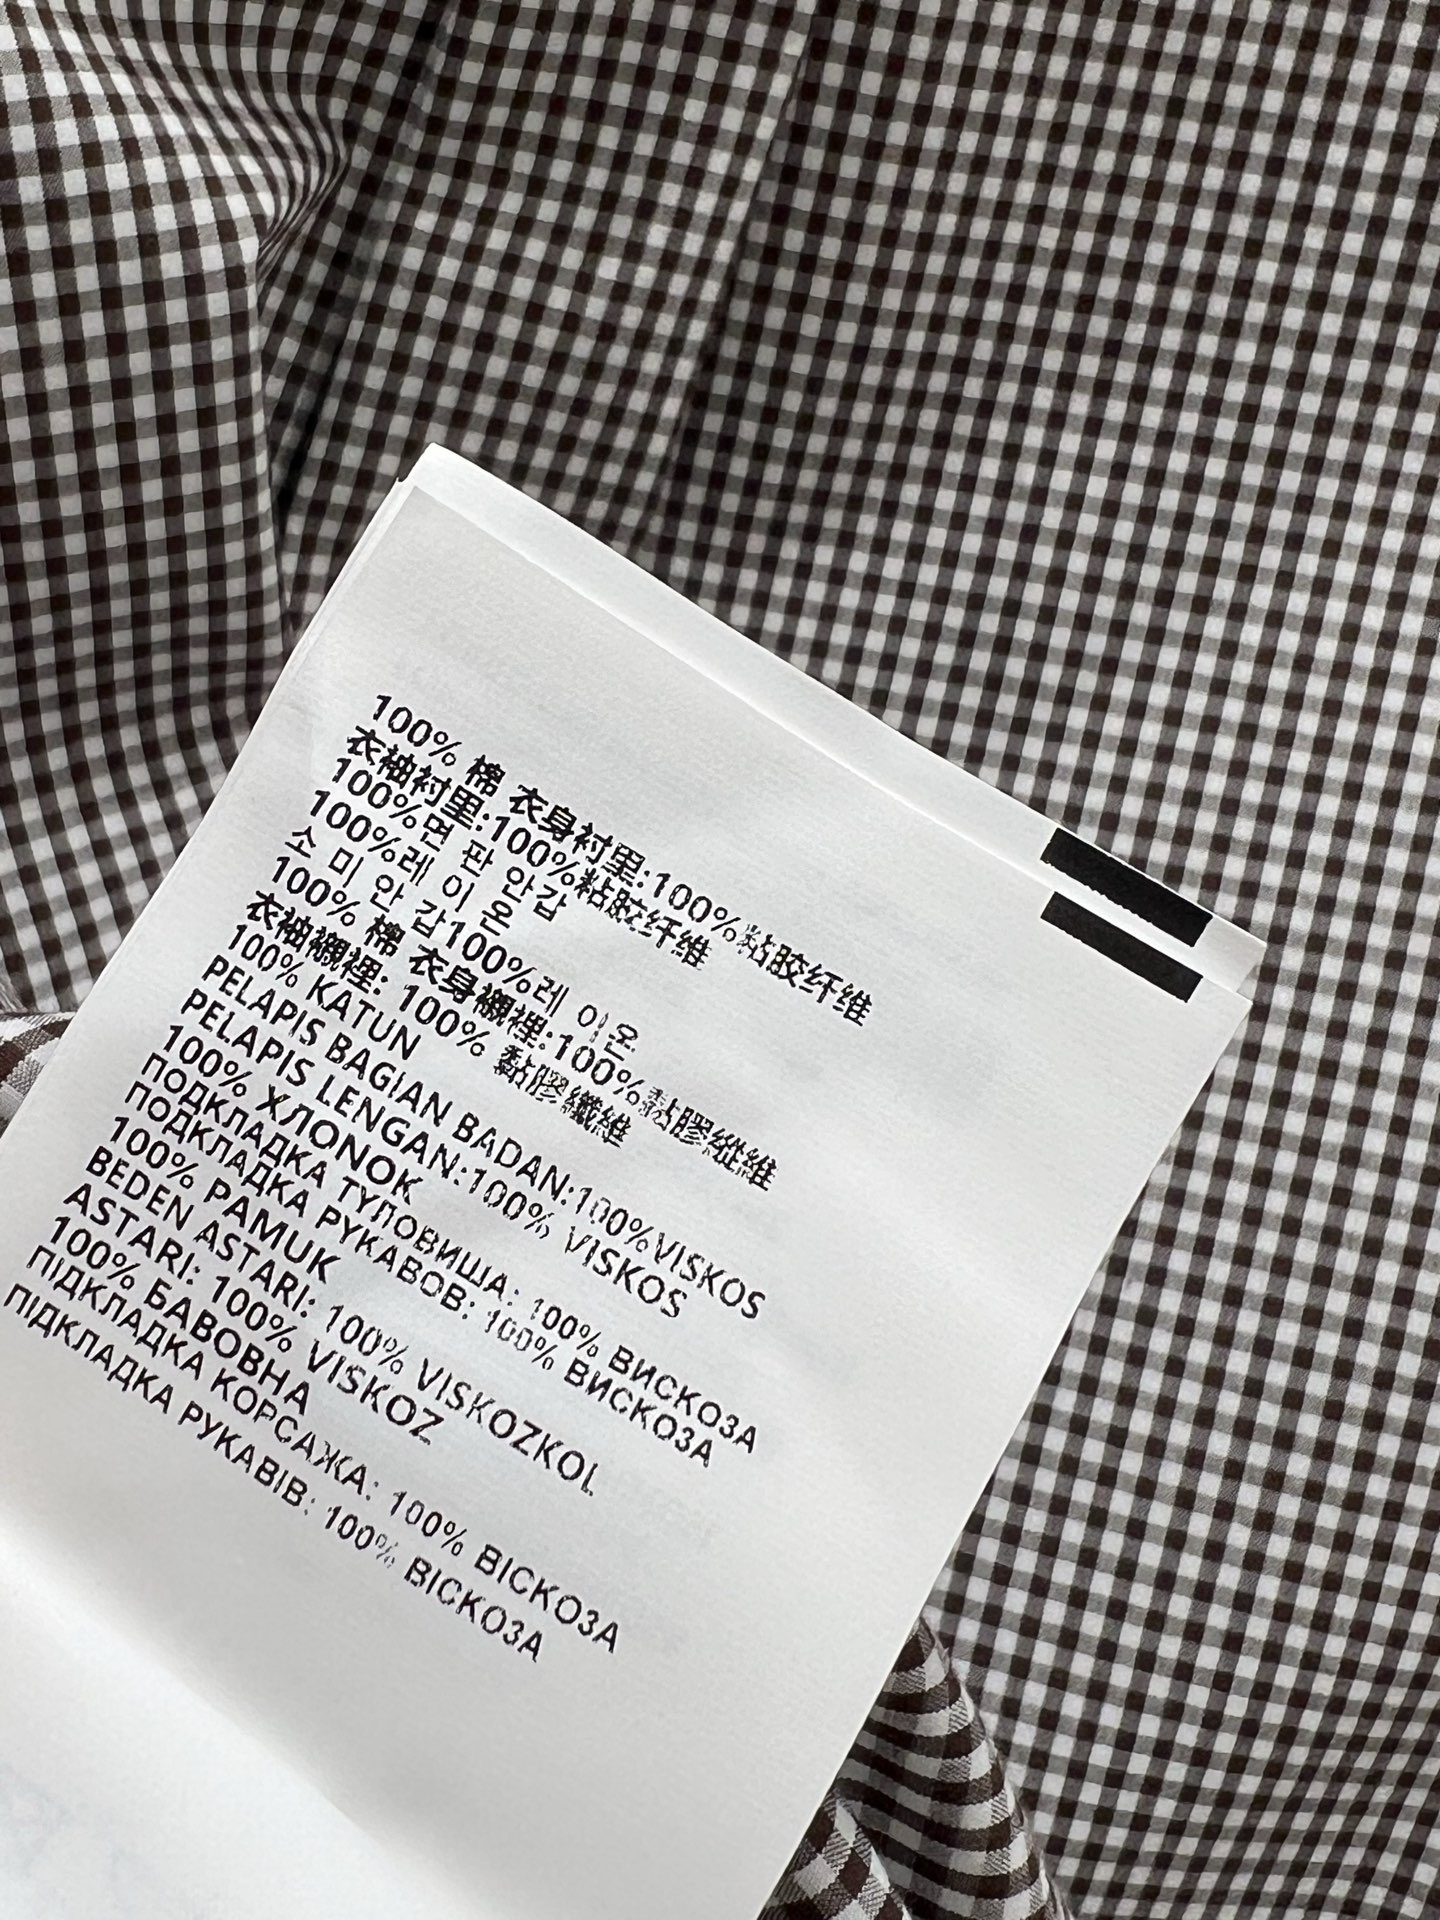 100% 棉 衣身衬里:100%粘胶纤维
衣袖衬里:100%粘胶纤维
100%면 판 안감
100%레 이 온
소 미 안 감100%레 이온
100% 棉 衣身襯裡:100%黏膠縱維
衣袖襯裡: 100% 黏膠纖維
100% KATUN
PELAPIS BAGIAN BADAN:100%VISKOS
PELAPIS LENGAN:100% VISKOS
100% ХЛОNОК
ПОДКЛАДКА ТУЛОВИША: 100% ВИСКОЗА
ПОДКЛАДКА РУКАВОВ: 100% ВИСКОЗА
100% PAMUK
BEDEN ASTARI: 100% VISKOZKOL
ASTARI: 100% VISKOZ
100% БАВОВНА
ПІДКЛАДКА КОРСАЖА: 100% ВІСКОЗА
ПІДКЛАДКА РУКАВІВ: 100% ВІСКОЗА